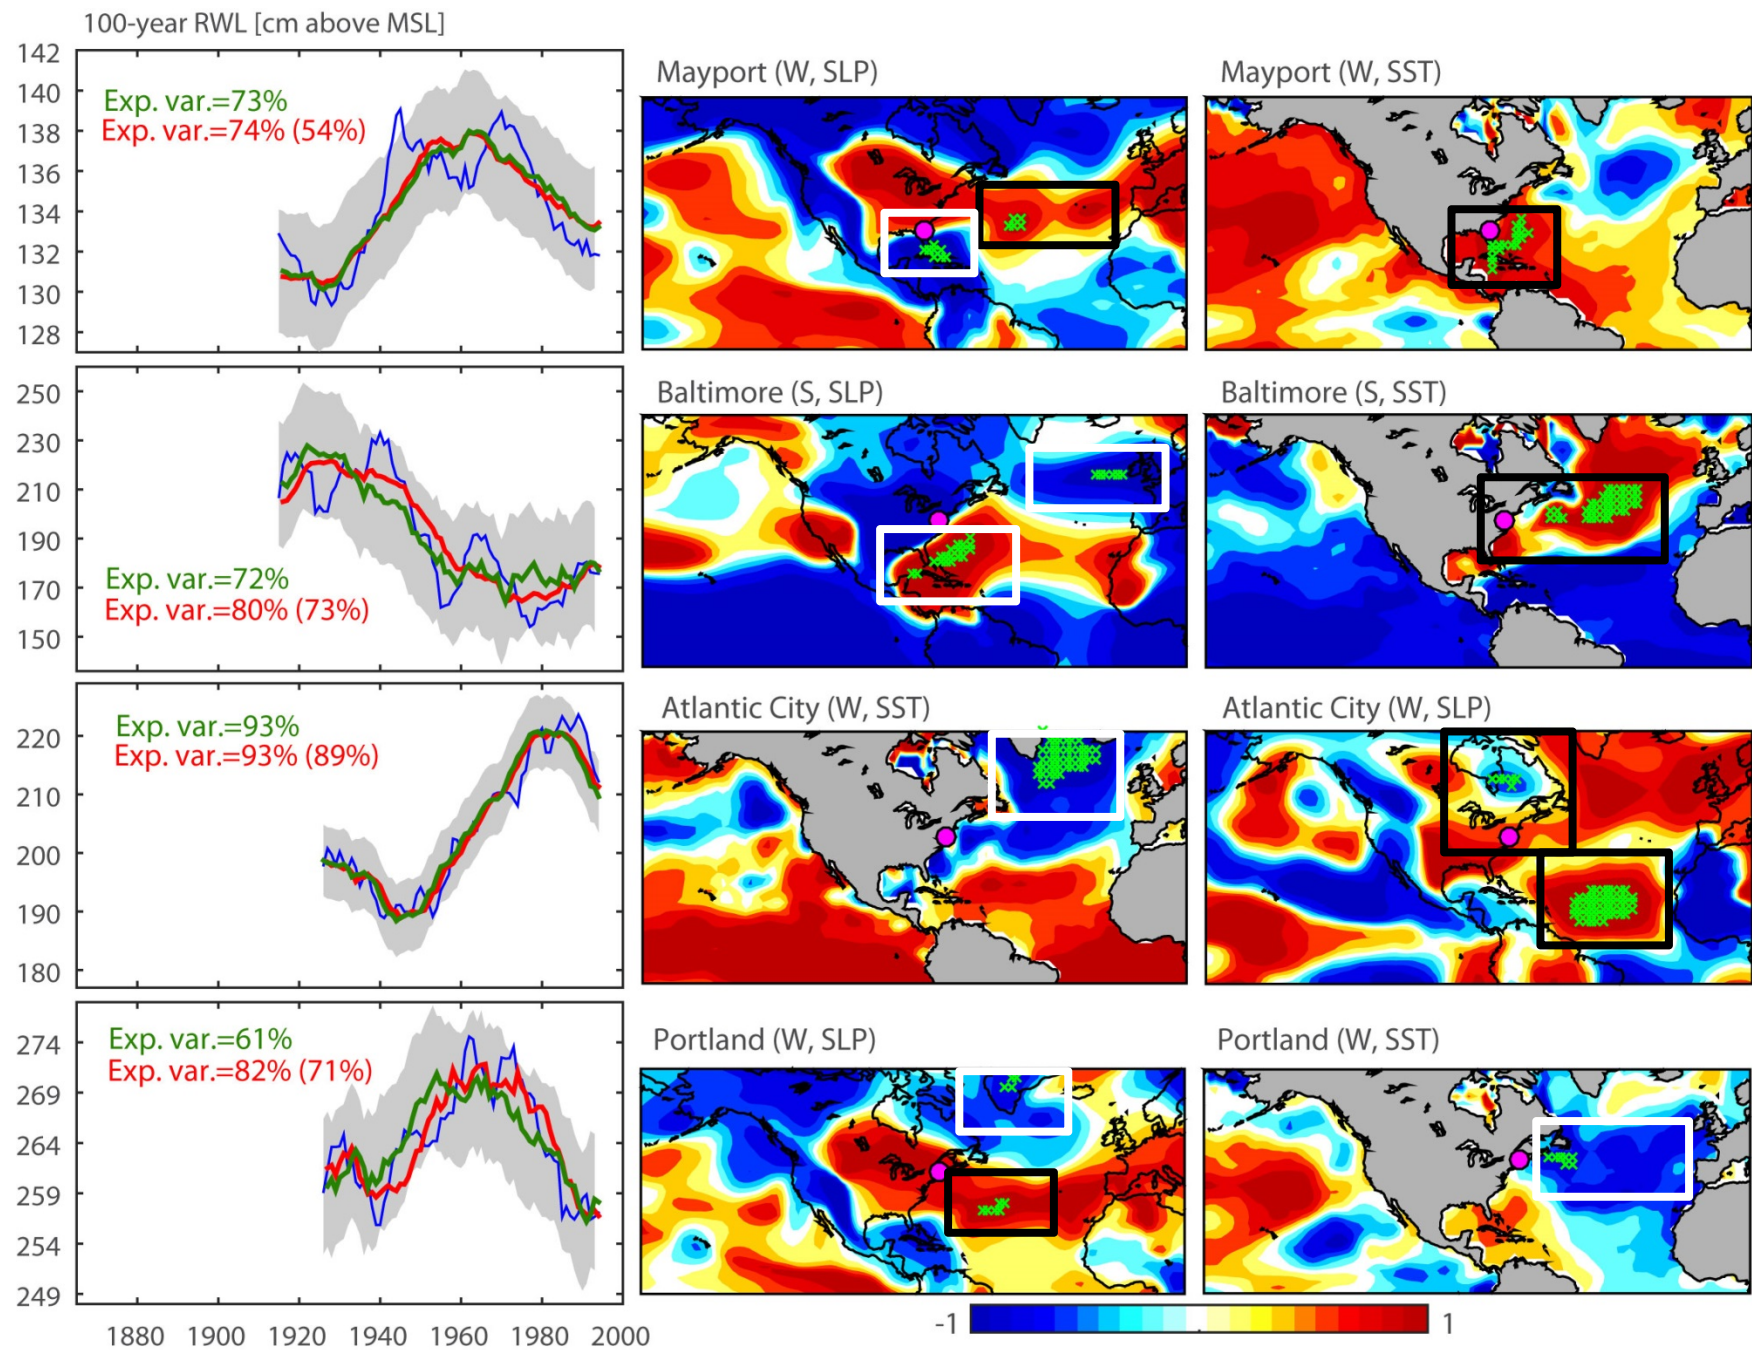 100-year RWL [cm above MSL]
142
140
138
136
134
132
130
128
Exp. var.=73%
Exp. var.=74% (54%)
Mayport (W, SLP)
Mayport (W, SST)
250
230
210
190
170
150
Exp. var.=72%
Exp. var.=80% (73%)
Baltimore (S, SLP)
Baltimore (S, SST)
220
210
200
190
180
Exp. var.=93%
Exp. var.=93% (89%)
Atlantic City (W, SST)
Atlantic City (W, SLP)
274
269
264
259
254
249
Exp. var.=61%
Exp. var.=82% (71%)
Portland (W, SLP)
Portland (W, SST)
1880 1900 1920 1940 1960 1980 2000
-1 1